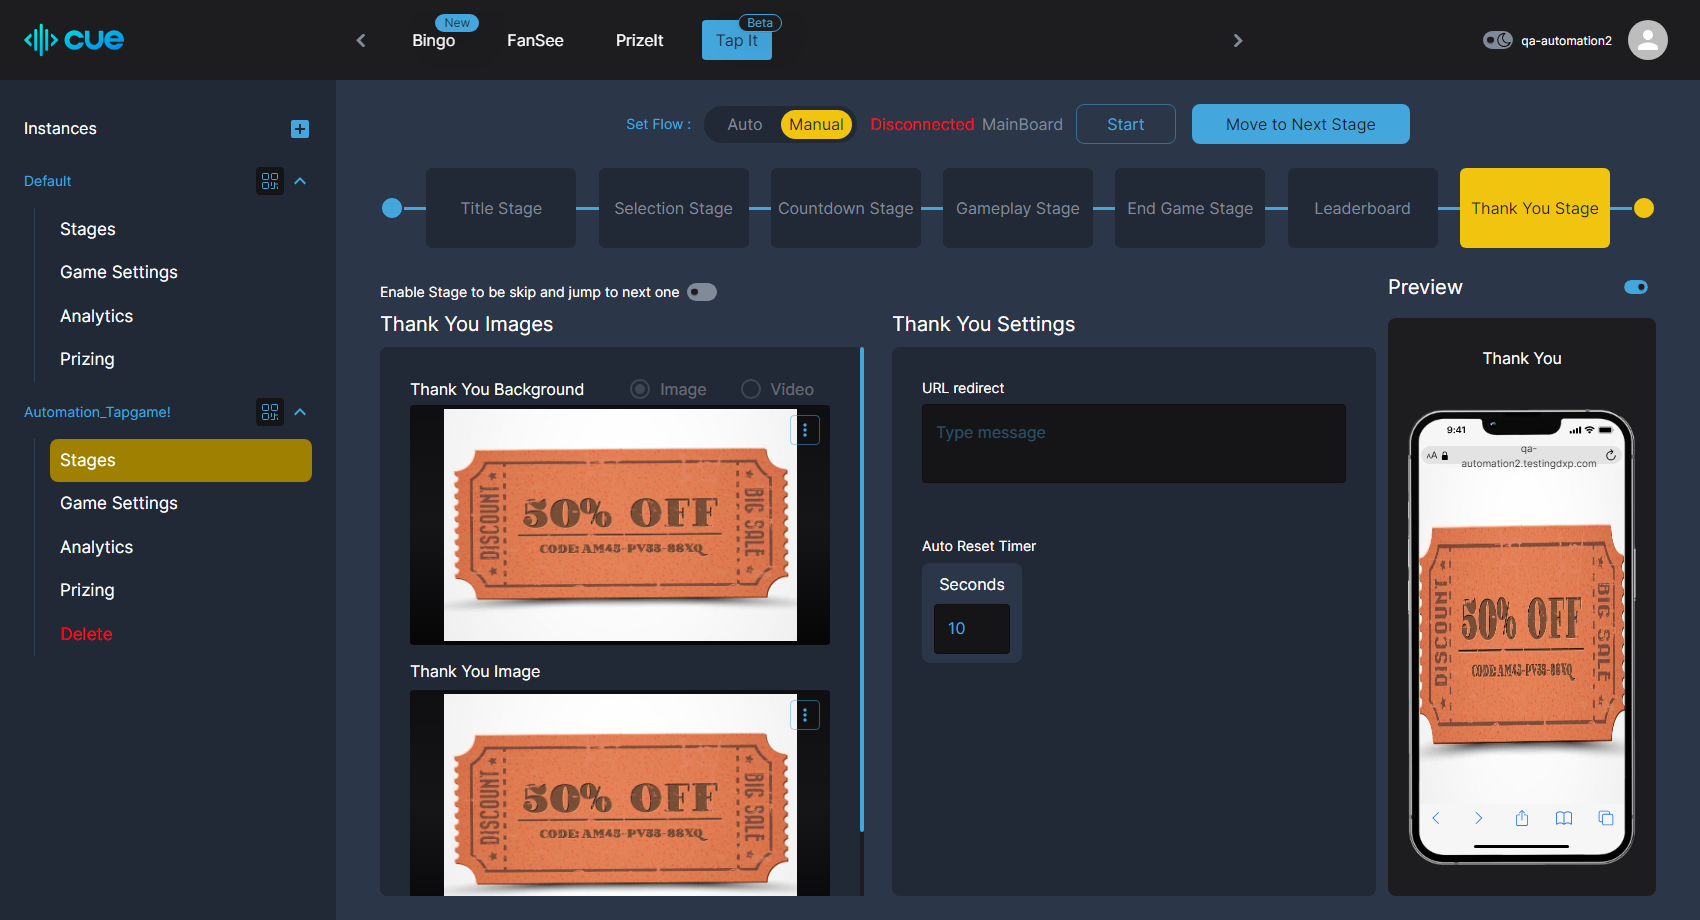 cue
New
Beta
Bingo
FanSee
PrizeIt
Tap It
qa-automation2
Instances
Default
Stages
Game Settings
Analytics
Prizing
Automation_Tapgame!
Stages
Game Settings
Analytics
Prizing
Delete
Set Flow :
Auto
Manual
Disconnected MainBoard
Start
Move to Next Stage
Title Stage
Selection Stage
Countdown Stage
Gameplay Stage
End Game Stage
Leaderboard
Thank You Stage
Enable Stage to be skip and jump to next one
Thank You Images
Thank You Background
Image
Video
DISCOUNT
50% OFF
CODE: AM45-PV35-88XQ
BIG SALE
Thank You Image
DISCOUNT
50% OFF
CODE: AM45-PV35-88XQ
BIG SALE
Thank You Settings
URL redirect
Type message
Auto Reset Timer
Seconds
10
Preview
Thank You
9:41
AA
qa-
automation2.testingdxp.com
DISCOUNT
50% OFF
CODE: AM45-PV35-88XQ
BIG SALE